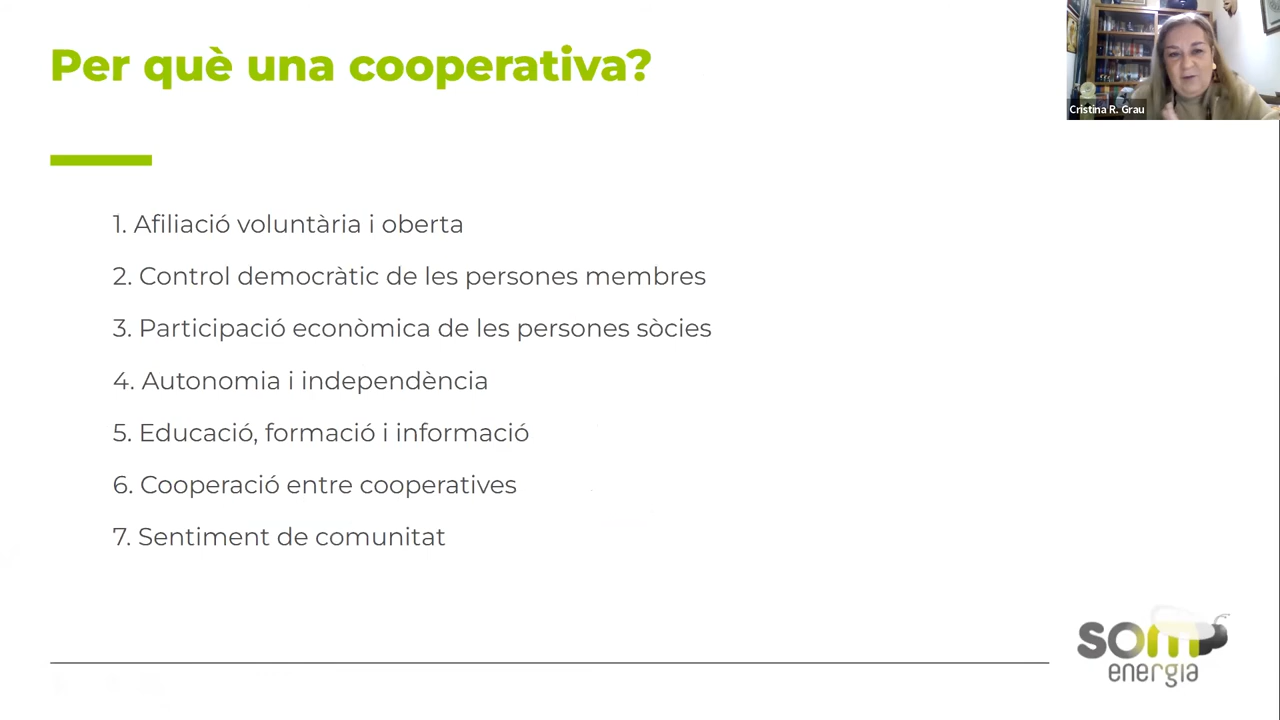 Per què una cooperativa?
Cristina R. Grau
1. Afiliació voluntària i oberta
2. Control democràtic de les persones membres
3. Participació econòmica de les persones sòcies
4. Autonomia i independència
5. Educació, formació i informació
6. Cooperació entre cooperatives
7. Sentiment de comunitat
som
energia